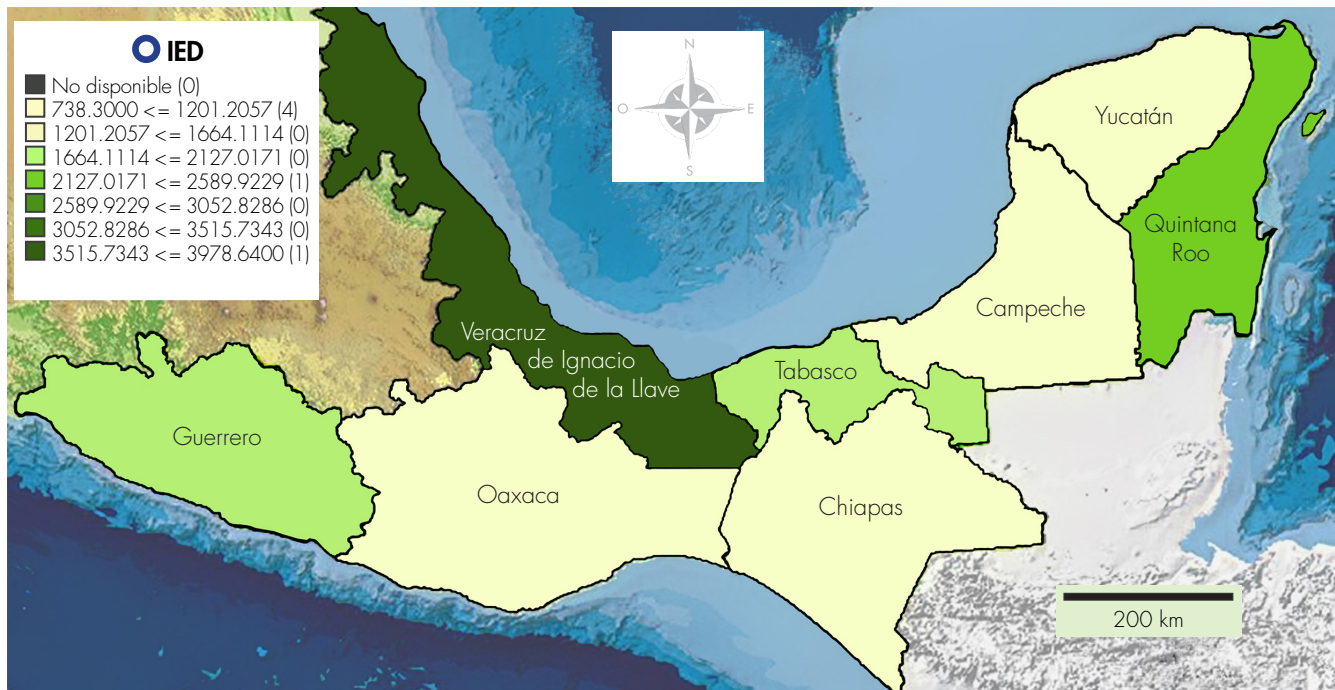 IED
No disponible (0)
738.3000 <= 1201.2057 (4)
1201.2057 <= 1664.1114 (0)
1664.1114 <= 2127.0171 (0)
2127.0171 <= 2589.9229 (1)
2589.9229 <= 3052.8286 (0)
3052.8286 <= 3515.7343 (0)
3515.7343 <= 3978.6400 (1)
N
O
E
S
Yucatán
Quintana
Roo
Campeche
Veracruz
de Ignacio
de la Llave
Tabasco
Guerrero
Oaxaca
Chiapas
200 km